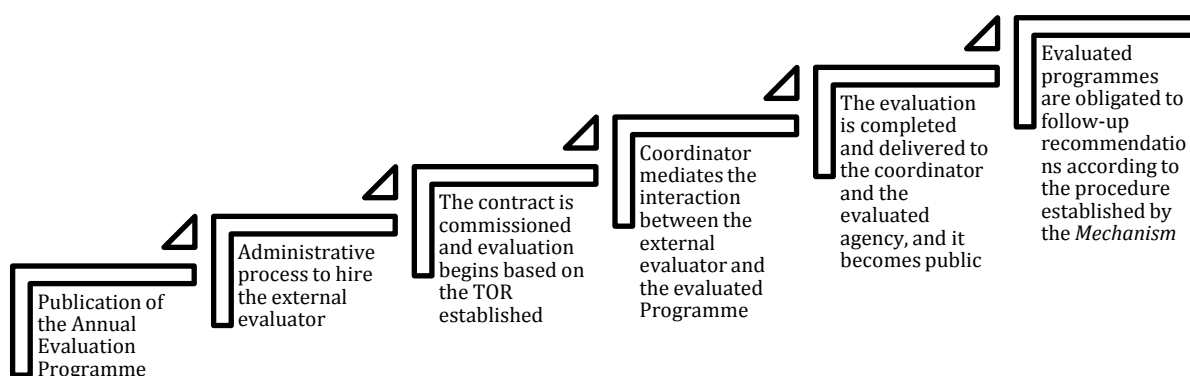 Publication of
the Annual
Evaluation
Programme
Administrative
process to hire
the external
evaluator
The contract is
commissioned
and evaluation
begins based on
the TOR
established
Coordinator
mediates the
interaction
between the
external
evaluator and
the evaluated
Programme
The evaluation
is completed
and delivered to
the coordinator
and the
evaluated
agency, and it
becomes public
Evaluated
programmes
are obligated to
follow-up
recommendatio
ns according to
the procedure
established by
the Mechanism